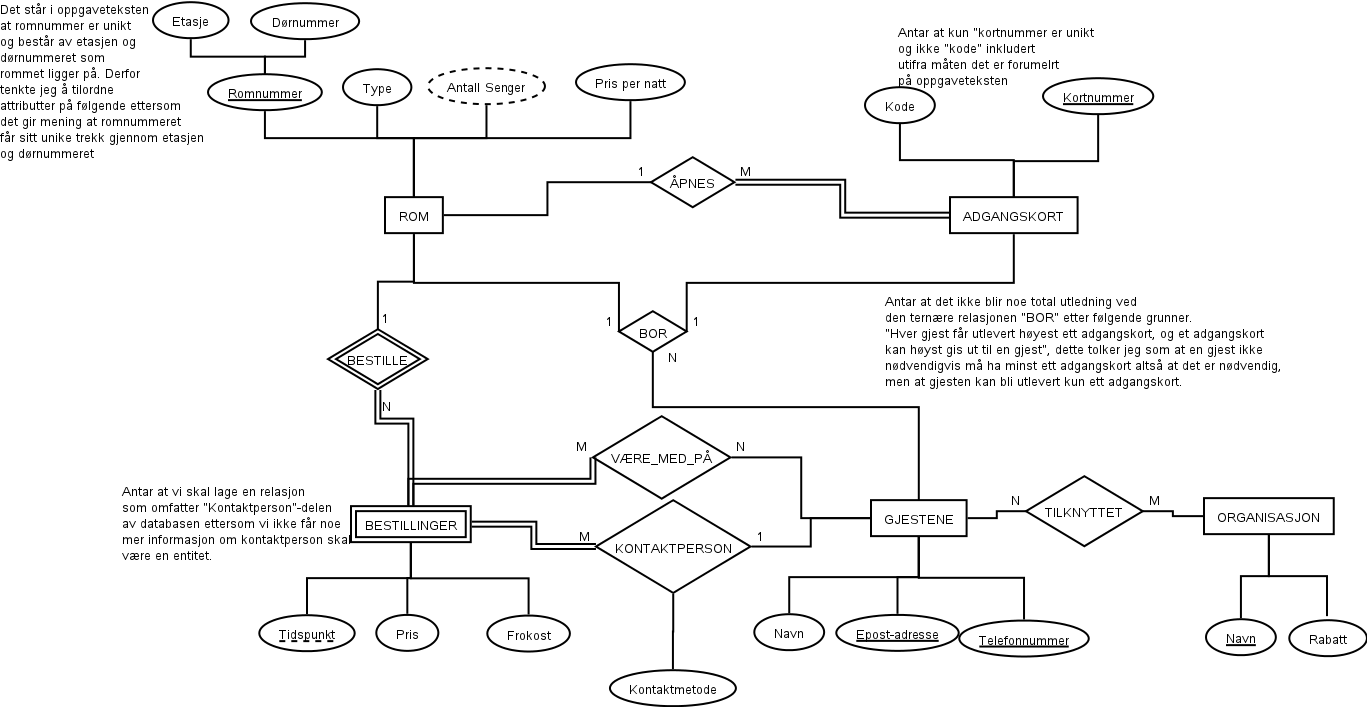 Det står i oppgaveteksten
at romnummer er unikt
og består av etasjen og
dørnummeret som
rommet ligger på. Derfor
tenkte jeg å tilordne
attributter på følgende ettersom
det gir mening at romnummeret
får sitt unike trekk gjennom etasjen
og dørnummeret
Etasje
Dørnummer
Romnummer
Type
Antall Senger
Pris per natt
Antar at kun "kortnummer er unikt
og ikke "kode" inkludert
utifra måten det er forumelrt
på oppgaveteksten
Kode
Kortnummer
1
ÅPNES
M
ROM
ADGANGSKORT
1
BESTILLE
N
1
BOR
1
N
Antar at det ikke blir noe total utledning ved
den ternære relasjonen "BOR" etter følgende grunner.
"Hver gjest får utlevert høyest ett adgangskort, og et adgangskort
kan høyst gis ut til en gjest", dette tolker jeg som at en gjest ikke
nødvendigvis må ha minst ett adgangskort altså at det er nødvendig,
men at gjesten kan bli utlevert kun ett adgangskort.
M
VÆRE_MED_PÅ
N
Antar at vi skal lage en relasjon
som omfatter "Kontaktperson"-delen
av databasen ettersom vi ikke får noe
mer informasjon om kontaktperson skal
være en entitet.
BESTILLINGER
M
KONTAKTPERSON
1
GJESTENE
N
TILKNYTTET
M
ORGANISASJON
Tidspunkt
Pris
Frokost
Kontaktmetode
Navn
Epost-adresse
Telefonnummer
Navn
Rabatt